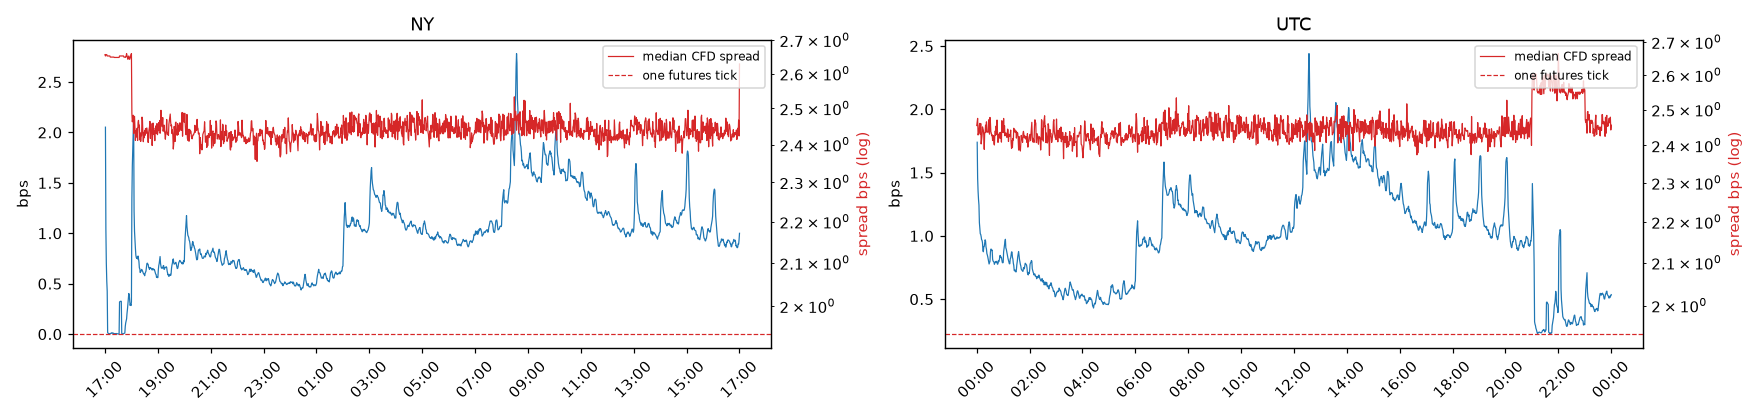 NY
median CFD spread
one futures tick
bps
2.5
2.0
1.5
1.0
0.5
0.0
2.7 × 10⁰
2.6 × 10⁰
2.5 × 10⁰
2.4 × 10⁰
2.3 × 10⁰
2.2 × 10⁰
2.1 × 10⁰
2 × 10⁰
spread bps (log)
17:00
19:00
21:00
23:00
01:00
03:00
05:00
07:00
09:00
11:00
13:00
15:00
17:00
UTC
median CFD spread
one futures tick
bps
2.5
2.0
1.5
1.0
0.5
2.7 × 10⁰
2.6 × 10⁰
2.5 × 10⁰
2.4 × 10⁰
2.3 × 10⁰
2.2 × 10⁰
2.1 × 10⁰
2 × 10⁰
spread bps (log)
00:00
02:00
04:00
06:00
08:00
10:00
12:00
14:00
16:00
18:00
20:00
22:00
00:00